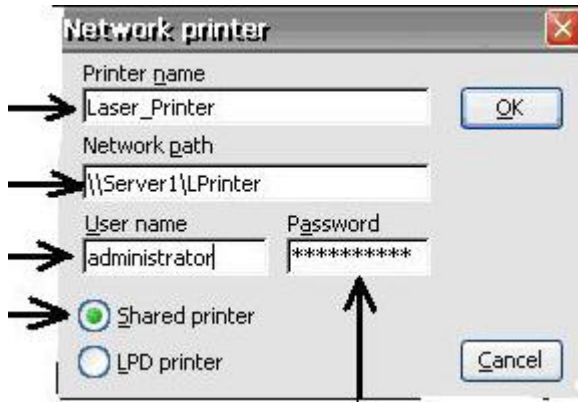 Network printer
Printer name
Laser_Printer
OK
Network path
\\Server1\LPrinter
User name Password
administrator **********
Shared printer
LPD printer
Cancel